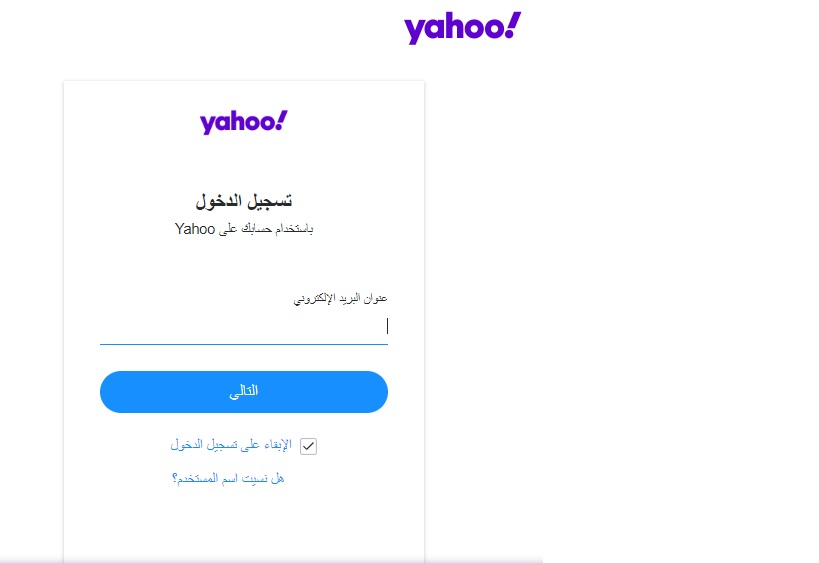 yahoo!
yahoo!
تسجيل الدخول
باستخدام حسابك على Yahoo
عنوان البريد الإلكتروني
التالي
الإبقاء على تسجيل الدخول
هل نسيت اسم المستخدم؟